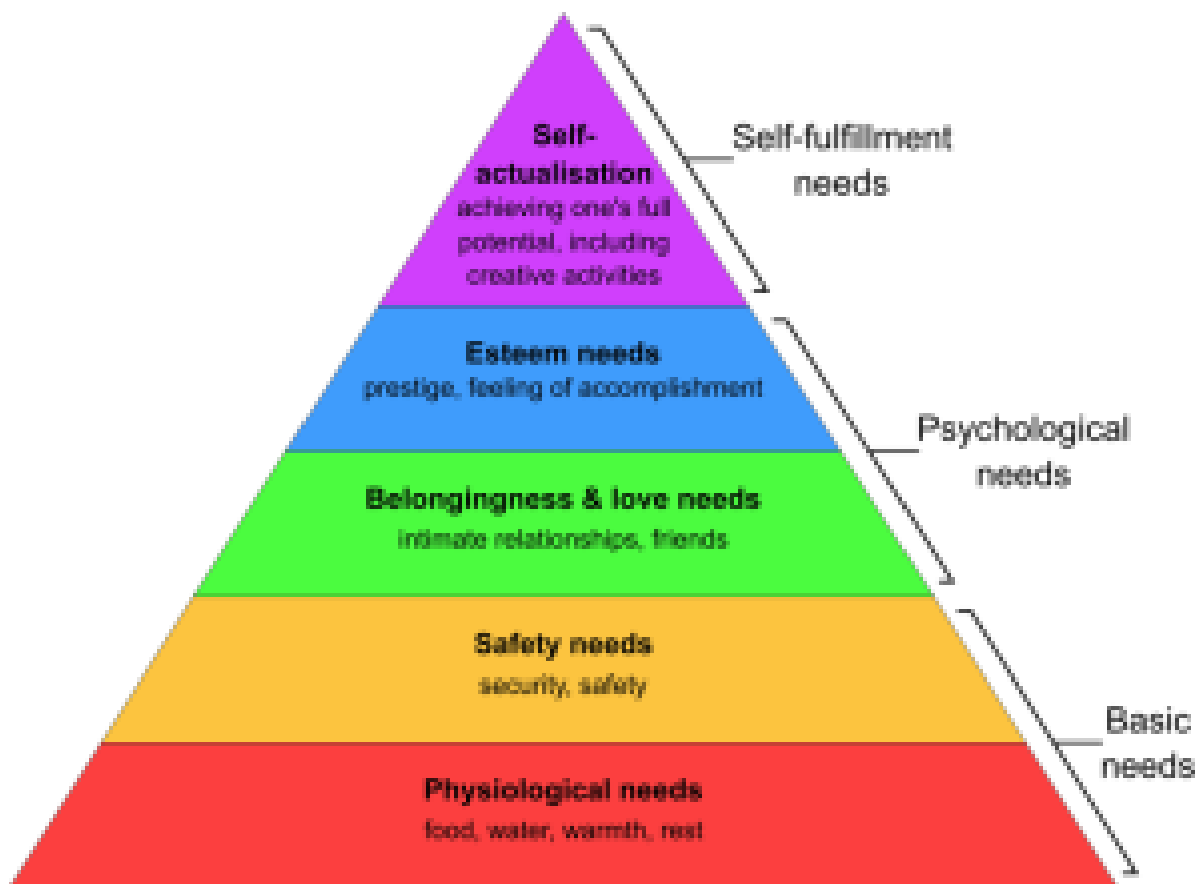 Self-
actualisation
achieving one's full
potential, including
creative activities
Self-fulfillment
needs
Esteem needs
prestige, feeling of accomplishment
Psychological
needs
Belongingness & love needs
intimate relationships, friends
Safety needs
security, safety
Basic
needs
Physiological needs
food, water, warmth, rest